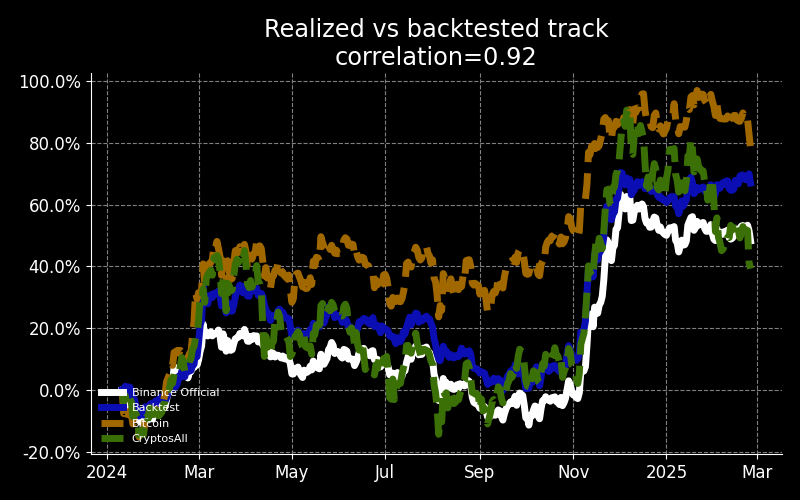 Realized vs backtested track
correlation=0.92
100.0%
80.0%
60.0%
40.0%
20.0%
0.0%
-20.0%
Binance Official
Backtest
Bitcoin
CryptosAll
2024 Mar May Jul Sep Nov 2025 Mar